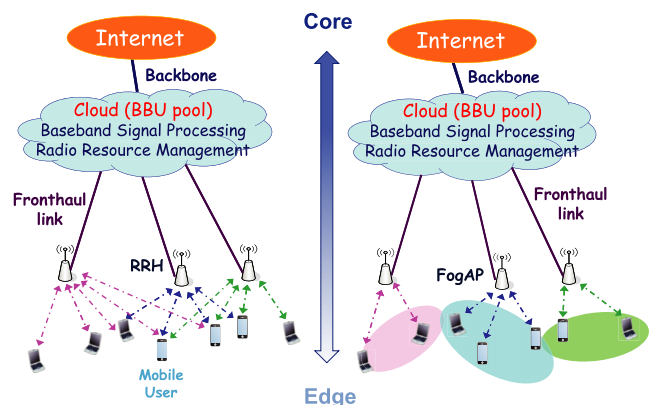 Core
Internet
Backbone
Cloud (BBU pool)
Baseband Signal Processing
Radio Resource Management
Fronthaul
link
RRH
Mobile
User
Internet
Backbone
Cloud (BBU pool)
Baseband Signal Processing
Radio Resource Management
Fronthaul
link
FogAP
Edge